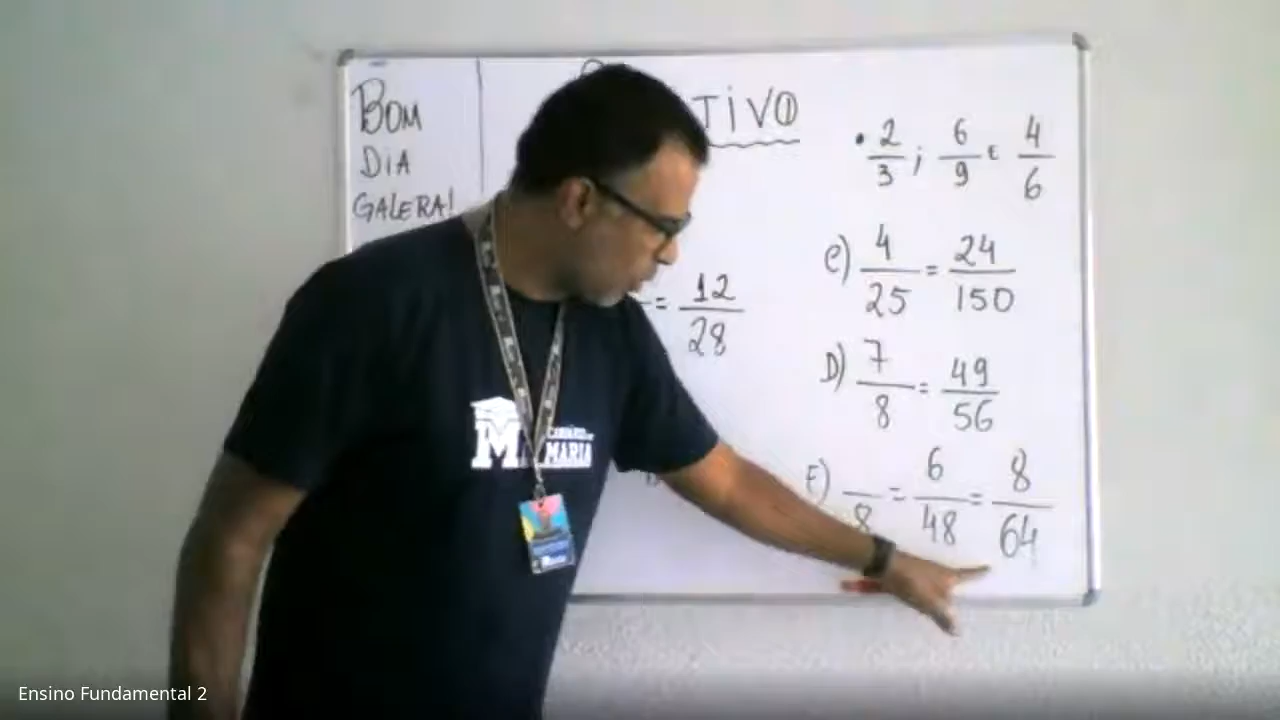 BOM
DIA
GALERA!
TIVO
• 2/3 ; 6/9 e 4/6
= 12/28
C) 4/25 = 24/150
D) 7/8 = 49/56
E) /8 = 6/48 = 8/64
M
MARIA
Ensino Fundamental 2